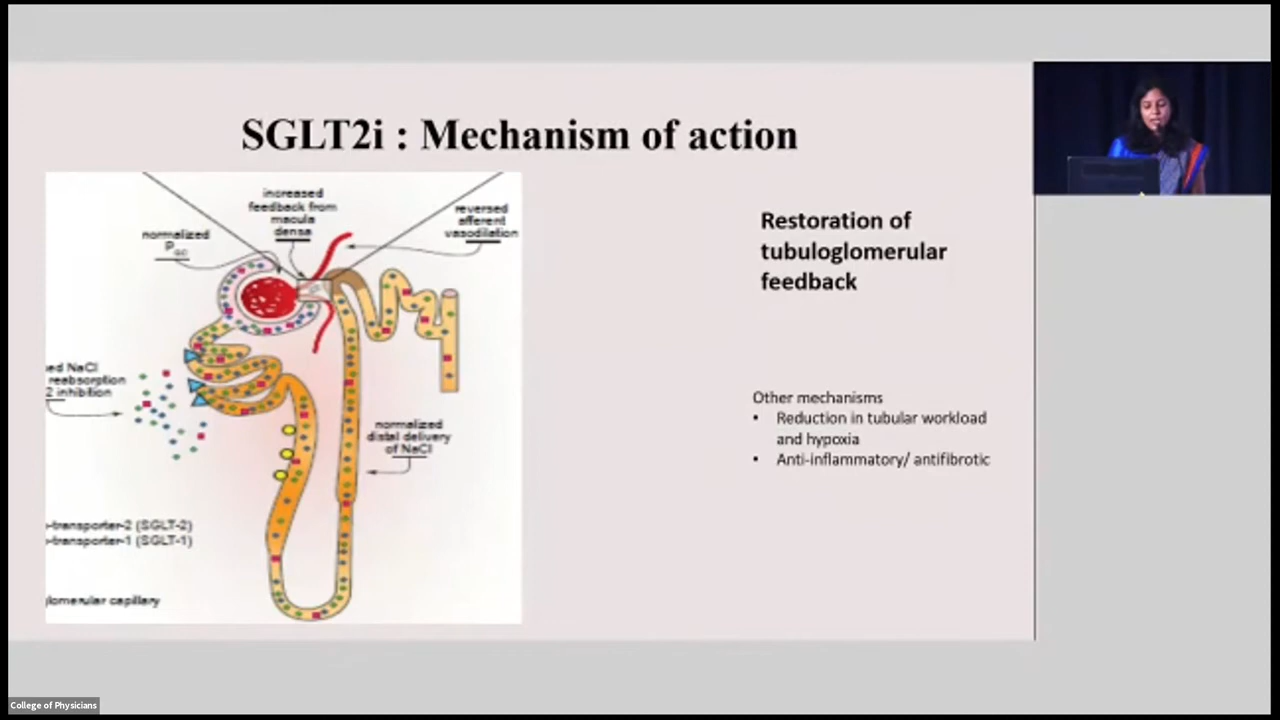 SGLT2i : Mechanism of action
increased
feedback from
macula
densa
normalized
PGC
reversed
afferent
vasodilation
ed NaCl
reabsorption
2 inhibition
normalized
distal delivery
of NaCl
-transporter-2 (SGLT-2)
-transporter-1 (SGLT-1)
glomerular capillary
Restoration of
tubuloglomerular
feedback
Other mechanisms
• Reduction in tubular workload
and hypoxia
• Anti-inflammatory/ antifibrotic
College of Physicians